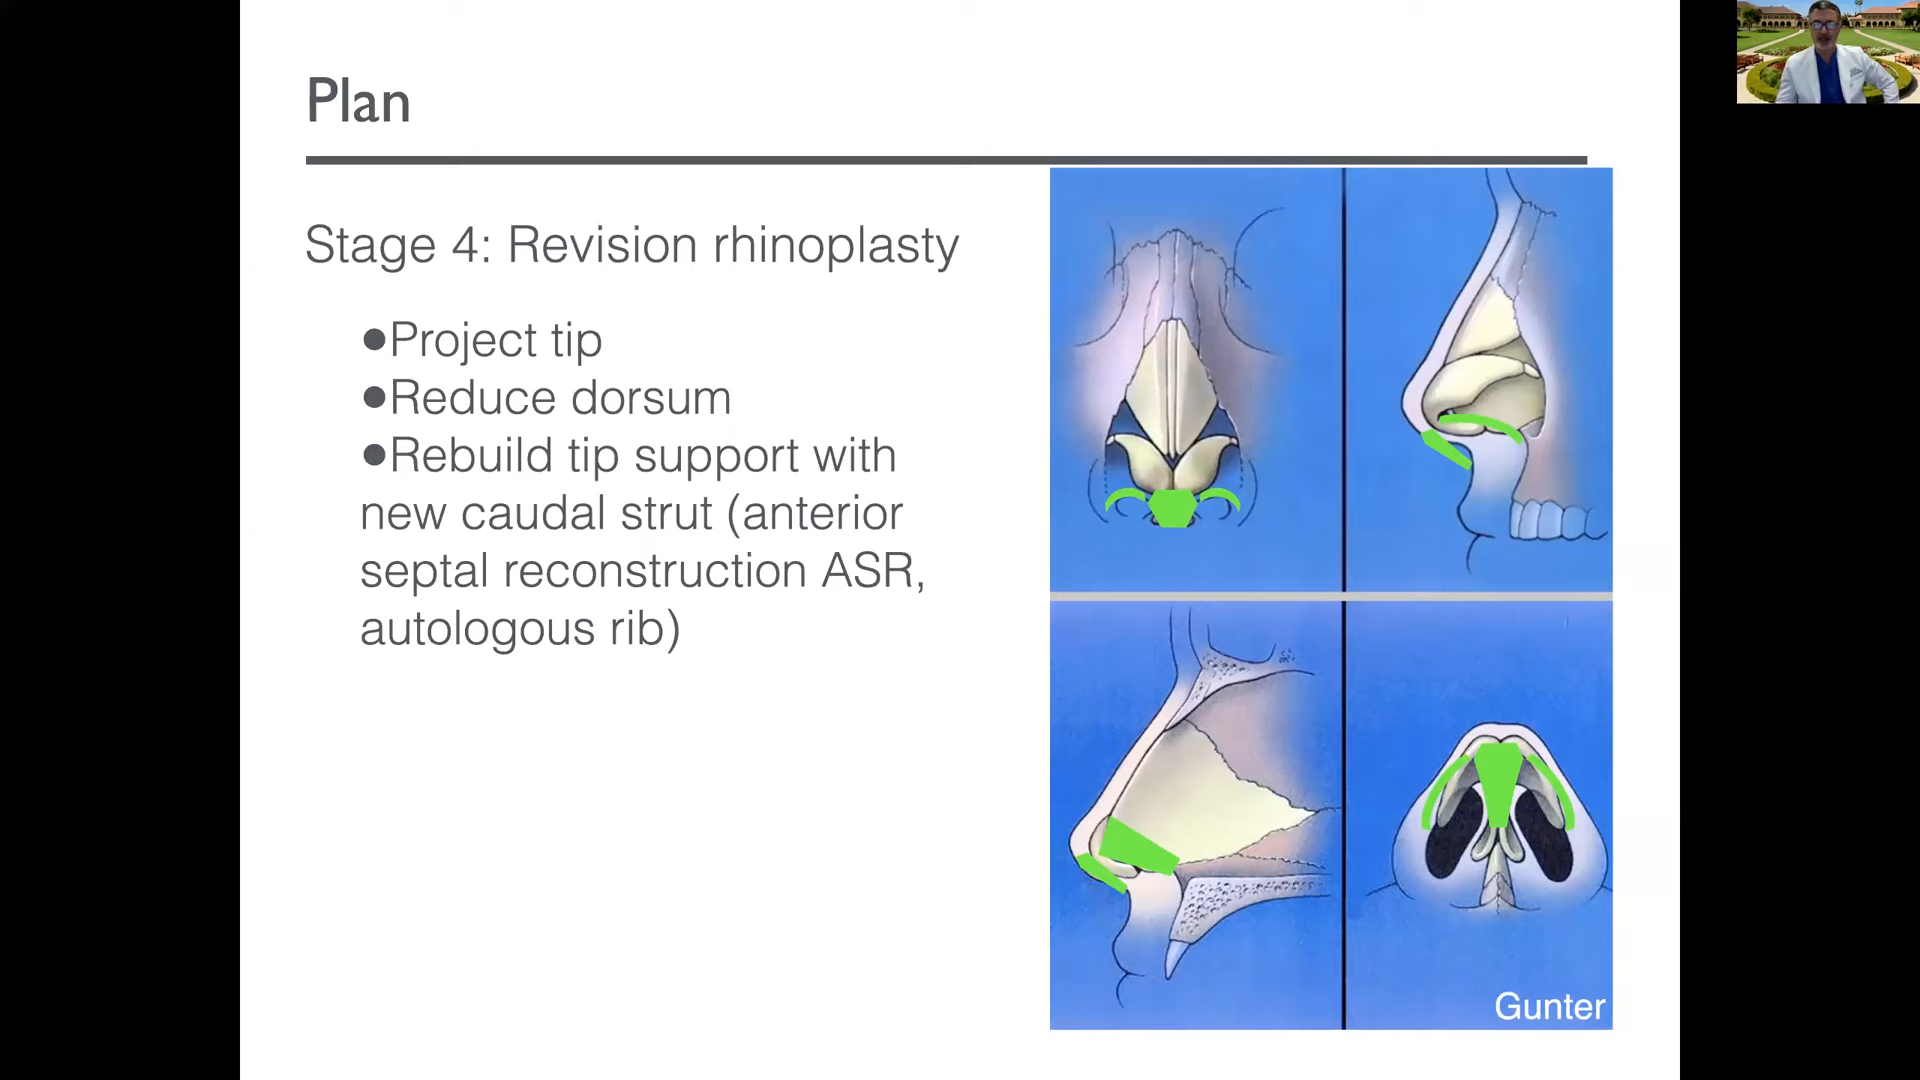 Plan
Stage 4: Revision rhinoplasty
●Project tip
●Reduce dorsum
●Rebuild tip support with
new caudal strut (anterior
septal reconstruction ASR,
autologous rib)
Gunter